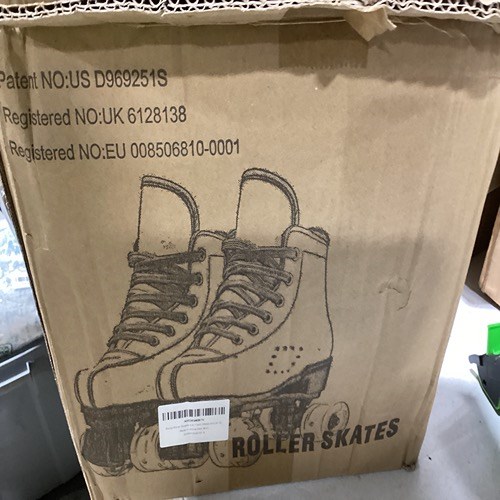 Patent NO:US D969251S
Registered NO:UK 6128138
Registered NO:EU 008506810-0001
ROLLER SKATES